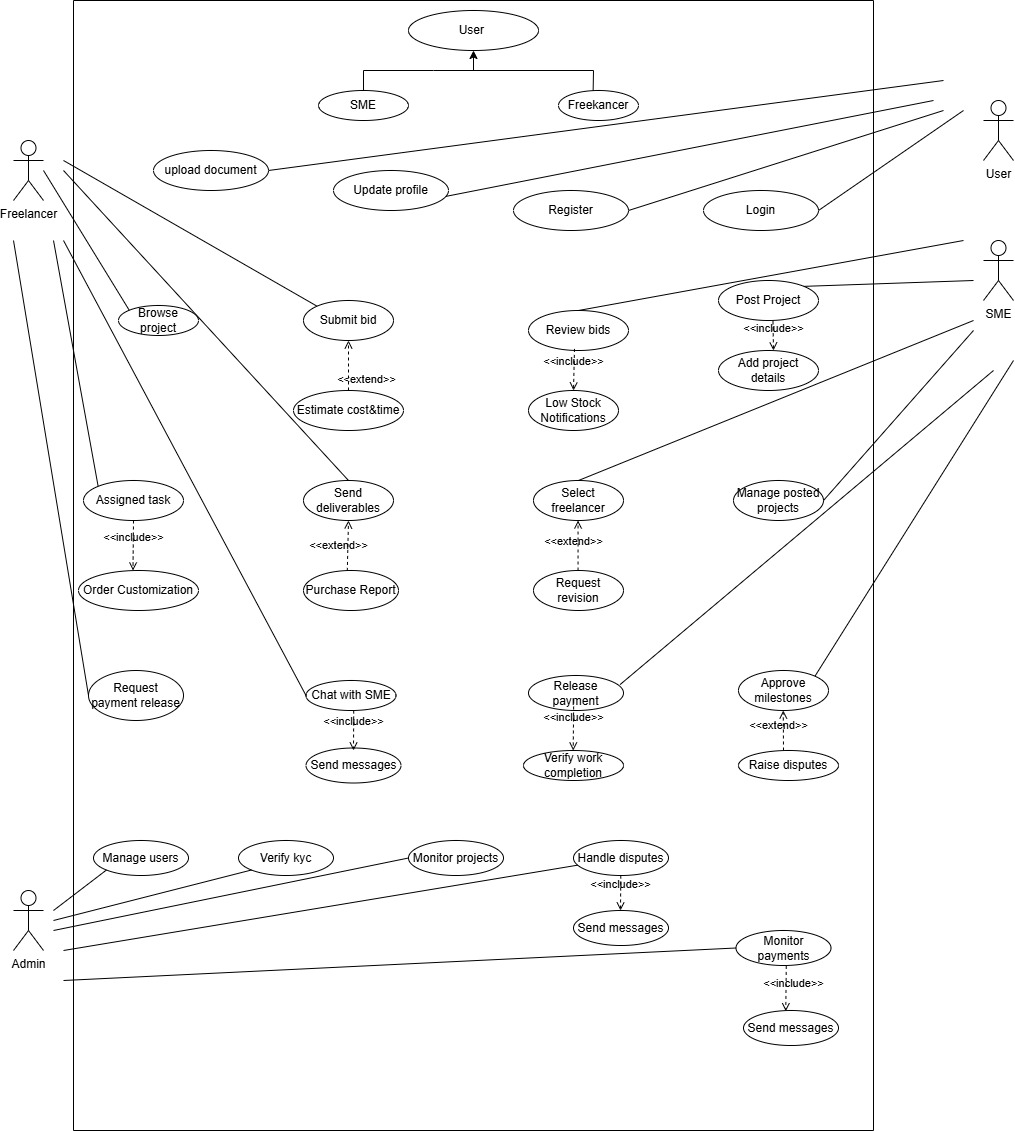 User
SME
Freekancer
upload document
Update profile
Register
Login
User
Freelancer
Browse
project
Submit bid
<<extend>>
Estimate cost&time
Review bids
<<include>>
Low Stock
Notifications
Post Project
<<include>>
Add project
details
SME
Assigned task
<<include>>
Order Customization
Send
deliverables
<<extend>>
Purchase Report
Select
freelancer
<<extend>>
Request
revision
Manage posted
projects
Request
payment release
Chat with SME
<<include>>
Send messages
Release
payment
<<include>>
Verify work
completion
Approve
milestones
<<extend>>
Raise disputes
Manage users
Verify kyc
Monitor projects
Handle disputes
<<include>>
Send messages
Admin
Monitor
payments
<<include>>
Send messages